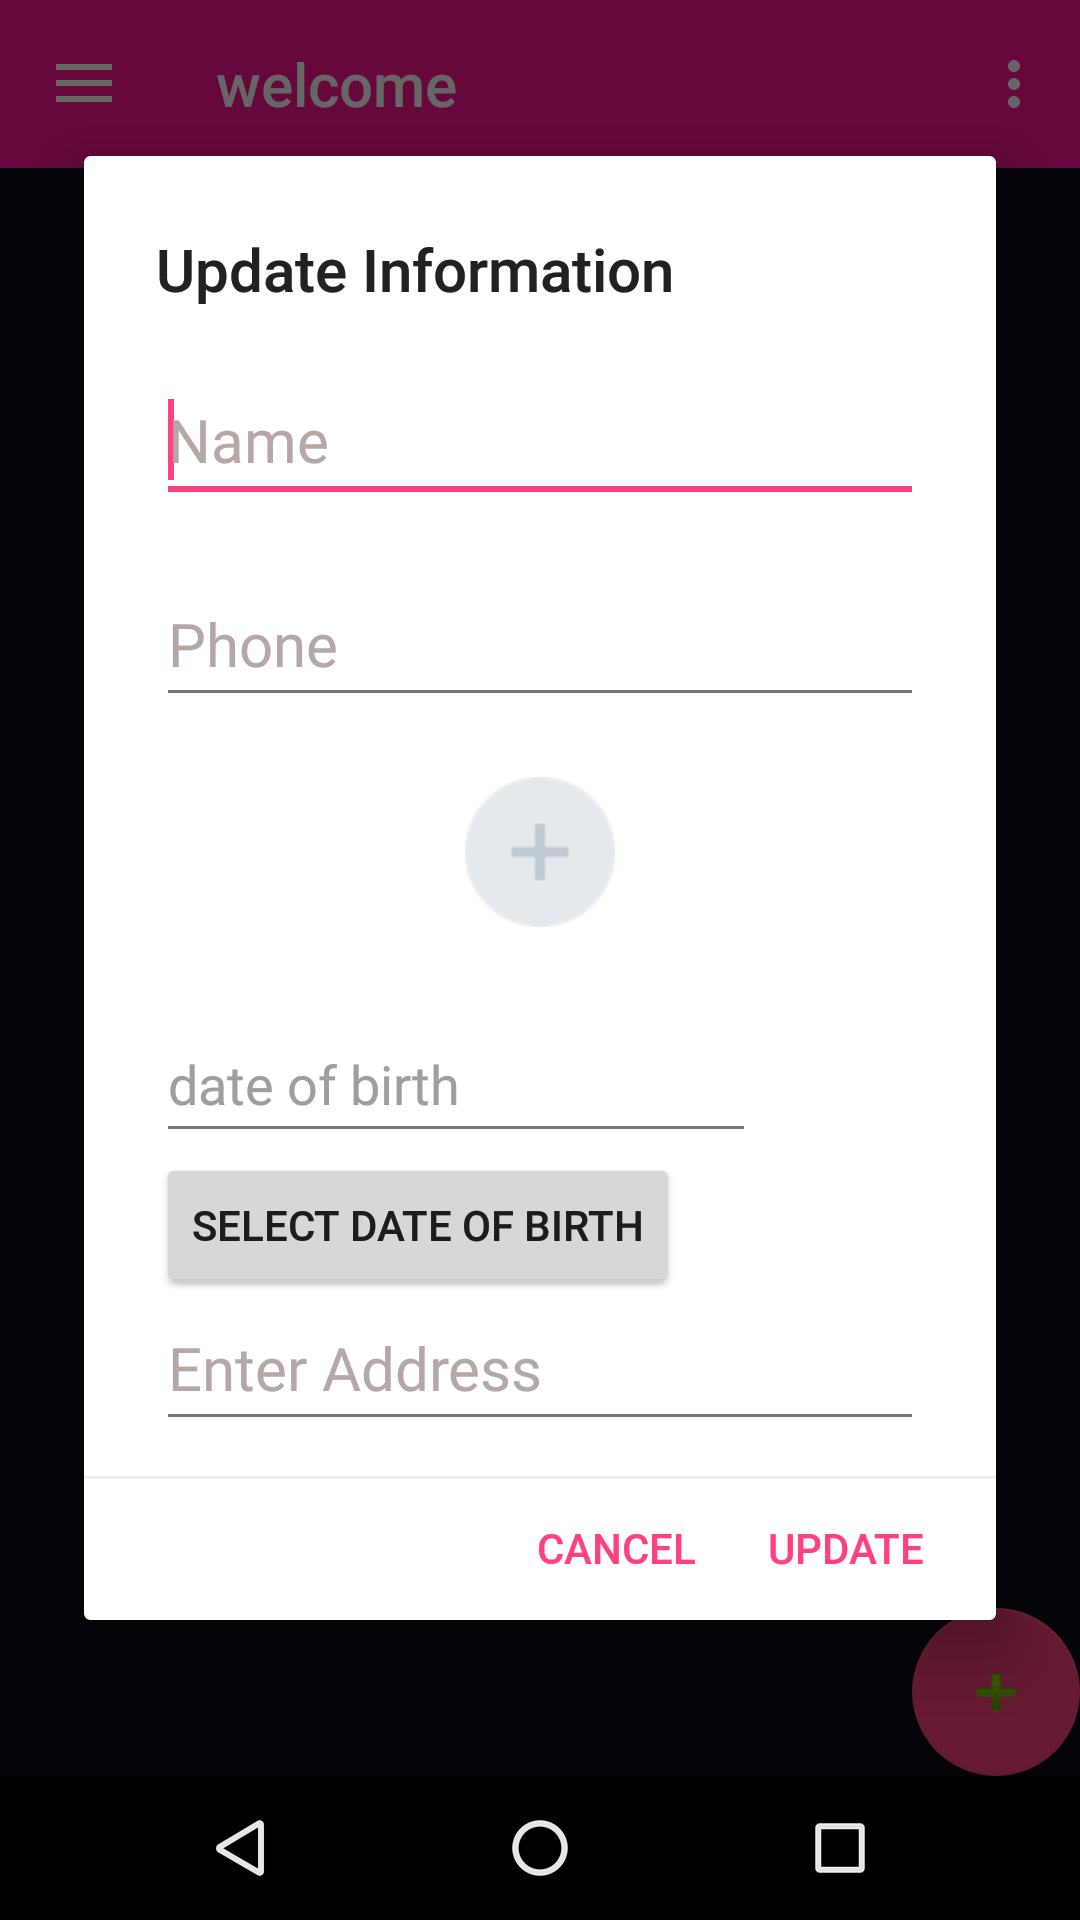 welcome
Update Information
Name
Phone
date of birth
SELECT DATE OF BIRTH
Enter Address
CANCEL UPDATE